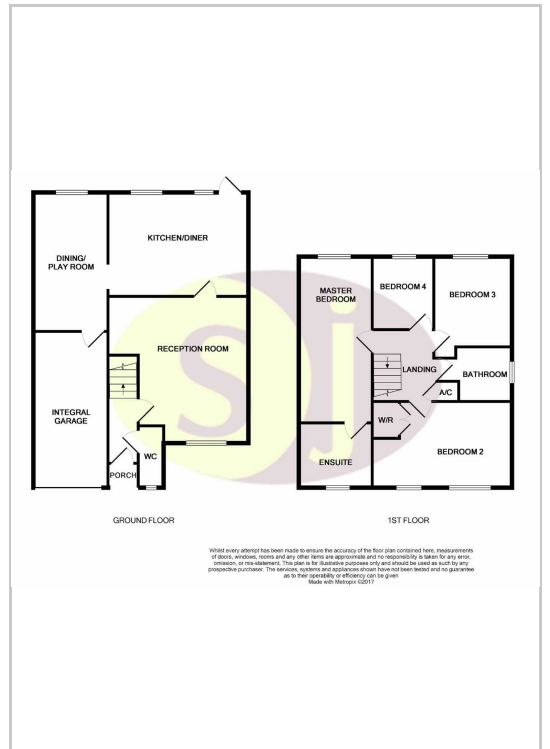 DINING/
PLAY ROOM
KITCHEN/DINER
RECEPTION ROOM
INTEGRAL
GARAGE
WC
PORCH
GROUND FLOOR
MASTER
BEDROOM
BEDROOM 4
BEDROOM 3
LANDING
BATHROOM
A/C
W/R
BEDROOM 2
ENSUITE
1ST FLOOR
sj
Whilst every attempt has been made to ensure the accuracy of the floor plan contained here, measurements
of doors, windows, rooms and any other items are approximate and no responsibility is taken for any error,
omission, or mis-statement. This plan is for illustrative purposes only and should be used as such by any
prospective purchaser. The services, systems and appliances shown have not been tested and no guarantee
as to their operability or efficiency can be given
Made with Metropix ©2017